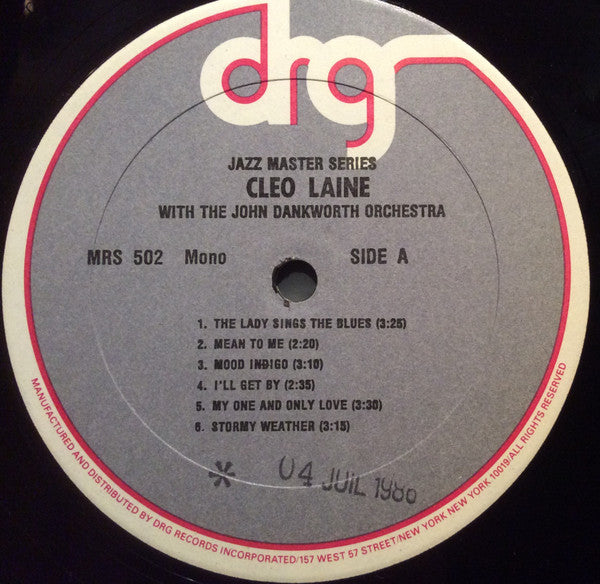 drg
JAZZ MASTER SERIES
CLEO LAINE
WITH THE JOHN DANKWORTH ORCHESTRA
MRS 502 Mono SIDE A
1. THE LADY SINGS THE BLUES (3:25)
2. MEAN TO ME (2:20)
3. MOOD INDIGO (3:10)
4. I'LL GET BY (2:35)
5. MY ONE AND ONLY LOVE (3:30)
6. STORMY WEATHER (3:15)
* 04 JUIL 1986
MANUFACTURED AND DISTRIBUTED BY DRG RECORDS INCORPORATED/157 WEST 57 STREET/NEW YORK NEW YORK 10019/ALL RIGHTS RESERVED